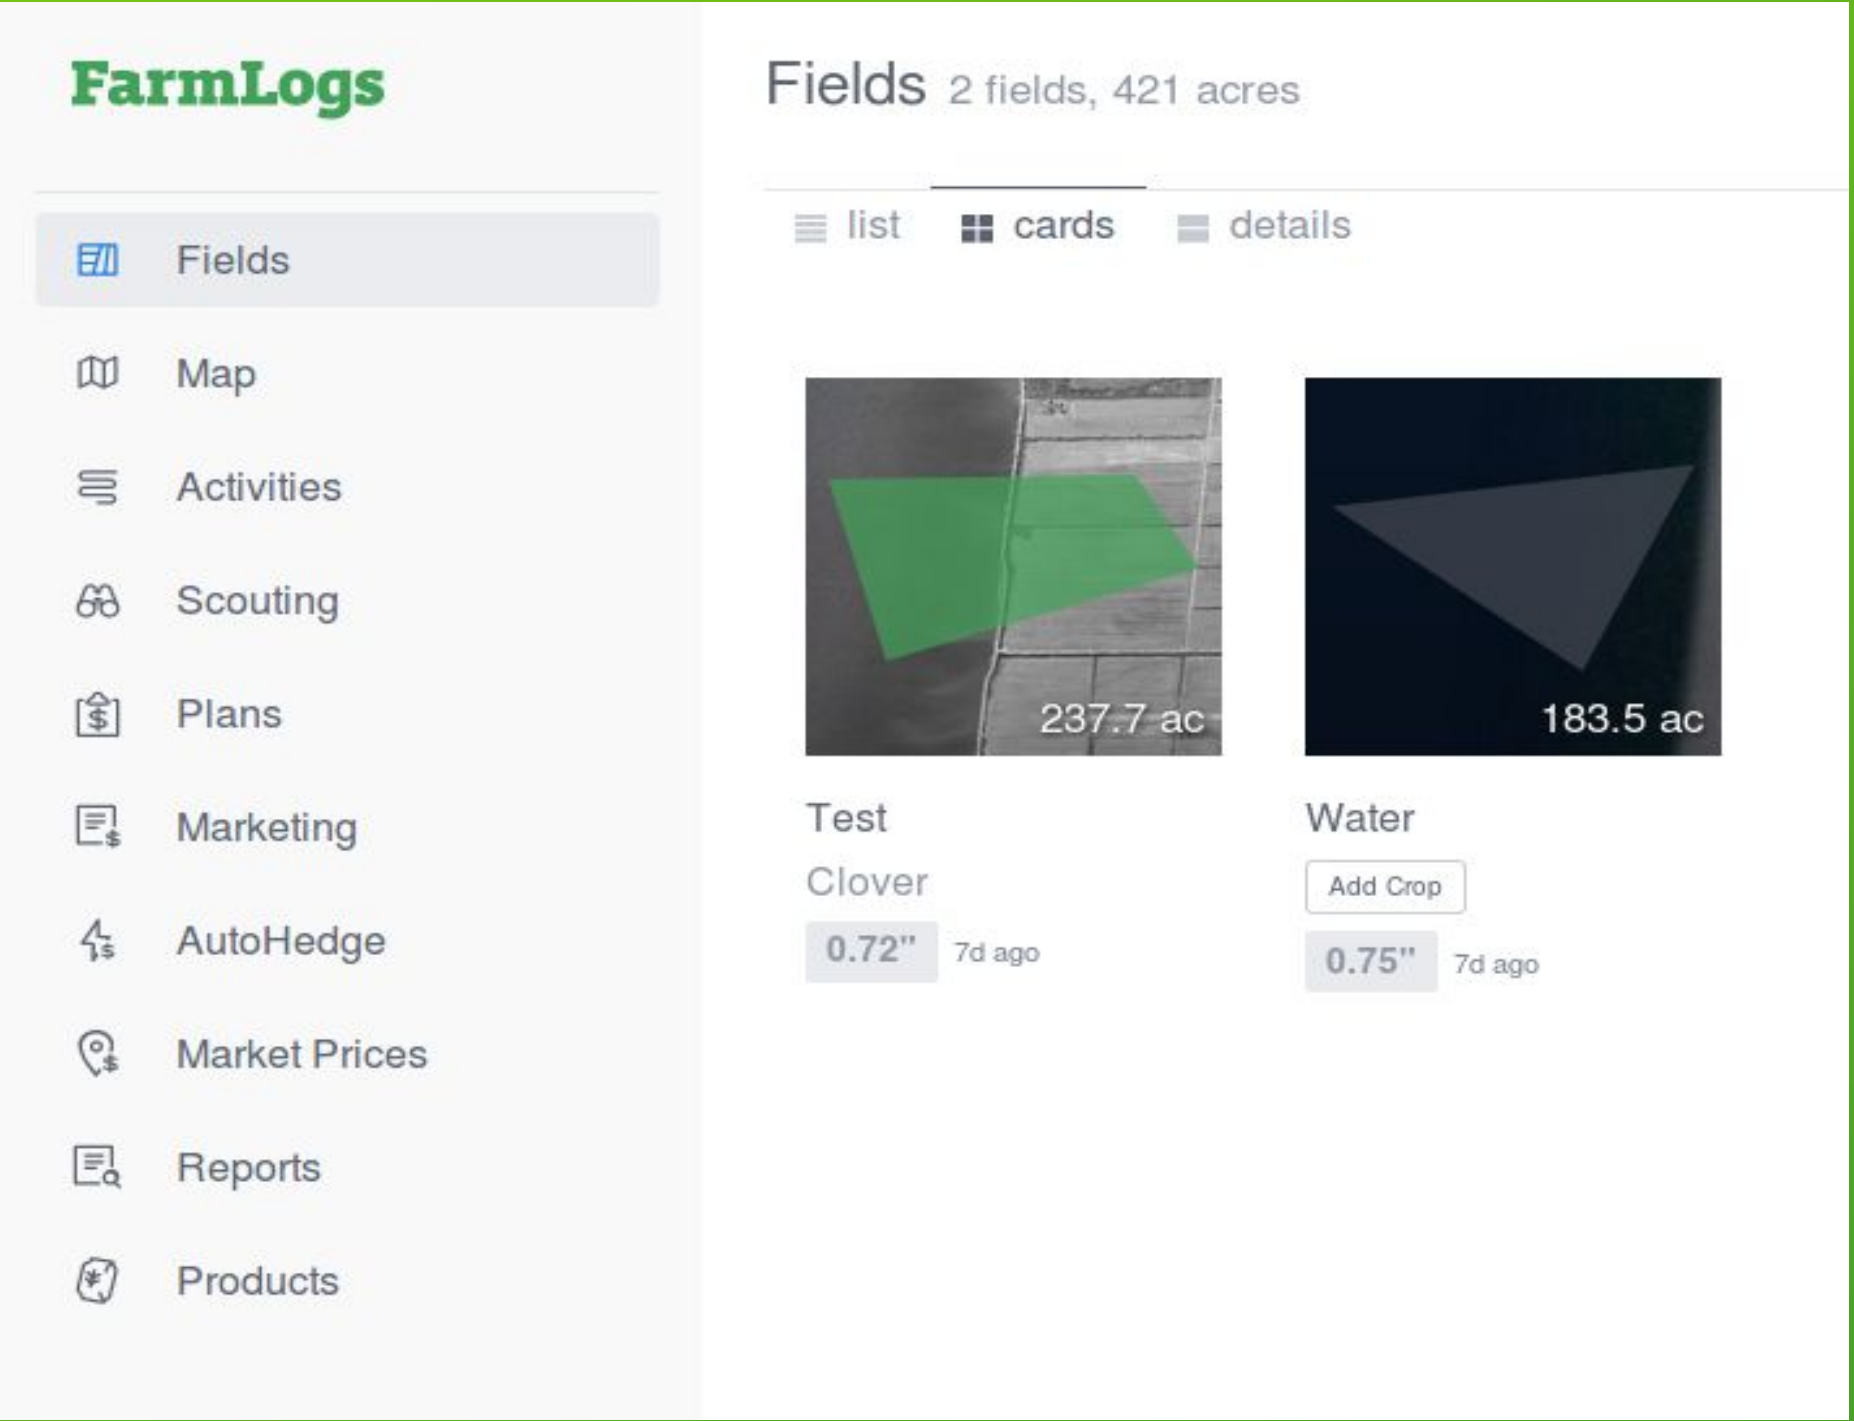 FarmLogs
Fields
Map
Activities
Scouting
Plans
Marketing
AutoHedge
Market Prices
Reports
Products
Fields 2 fields, 421 acres
list cards details
237.7 ac
Test
Clover
0.72" 7d ago
183.5 ac
Water
Add Crop
0.75" 7d ago